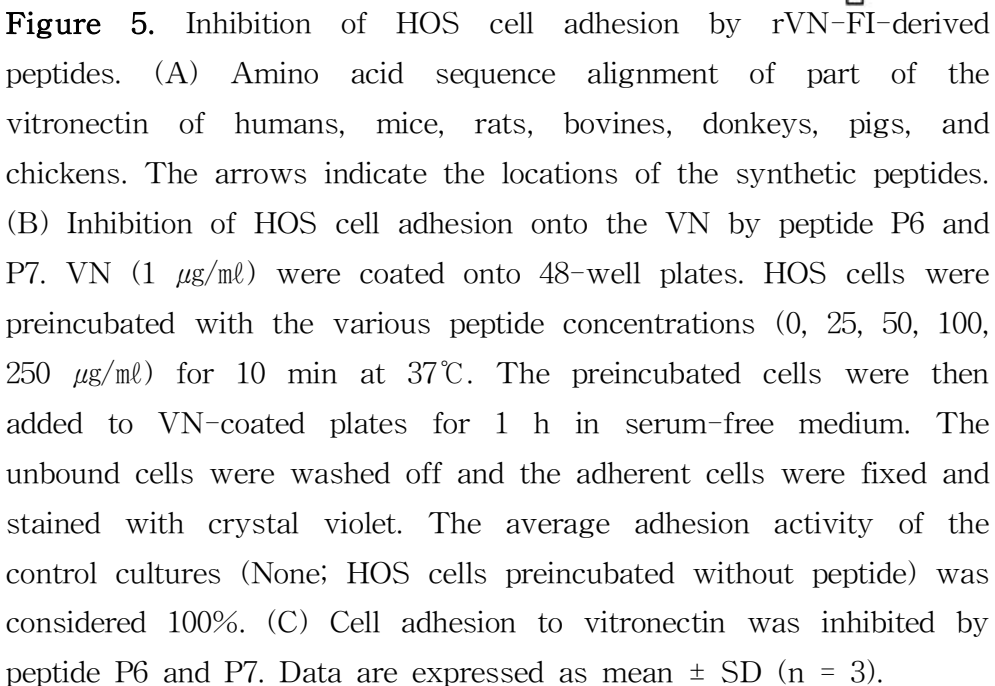 Figure 5. Inhibition of HOS cell adhesion by rVN-FI-derived
peptides. (A) Amino acid sequence alignment of part of the
vitronectin of humans, mice, rats, bovines, donkeys, pigs, and
chickens. The arrows indicate the locations of the synthetic peptides.
(B) Inhibition of HOS cell adhesion onto the VN by peptide P6 and
P7. VN (1 ㎍/㎖) were coated onto 48-well plates. HOS cells were
preincubated with the various peptide concentrations (0, 25, 50, 100,
250 ㎍/㎖) for 10 min at 37℃. The preincubated cells were then
added to VN-coated plates for 1 h in serum-free medium. The
unbound cells were washed off and the adherent cells were fixed and
stained with crystal violet. The average adhesion activity of the
control cultures (None; HOS cells preincubated without peptide) was
considered 100%. (C) Cell adhesion to vitronectin was inhibited by
peptide P6 and P7. Data are expressed as mean ± SD (n = 3).